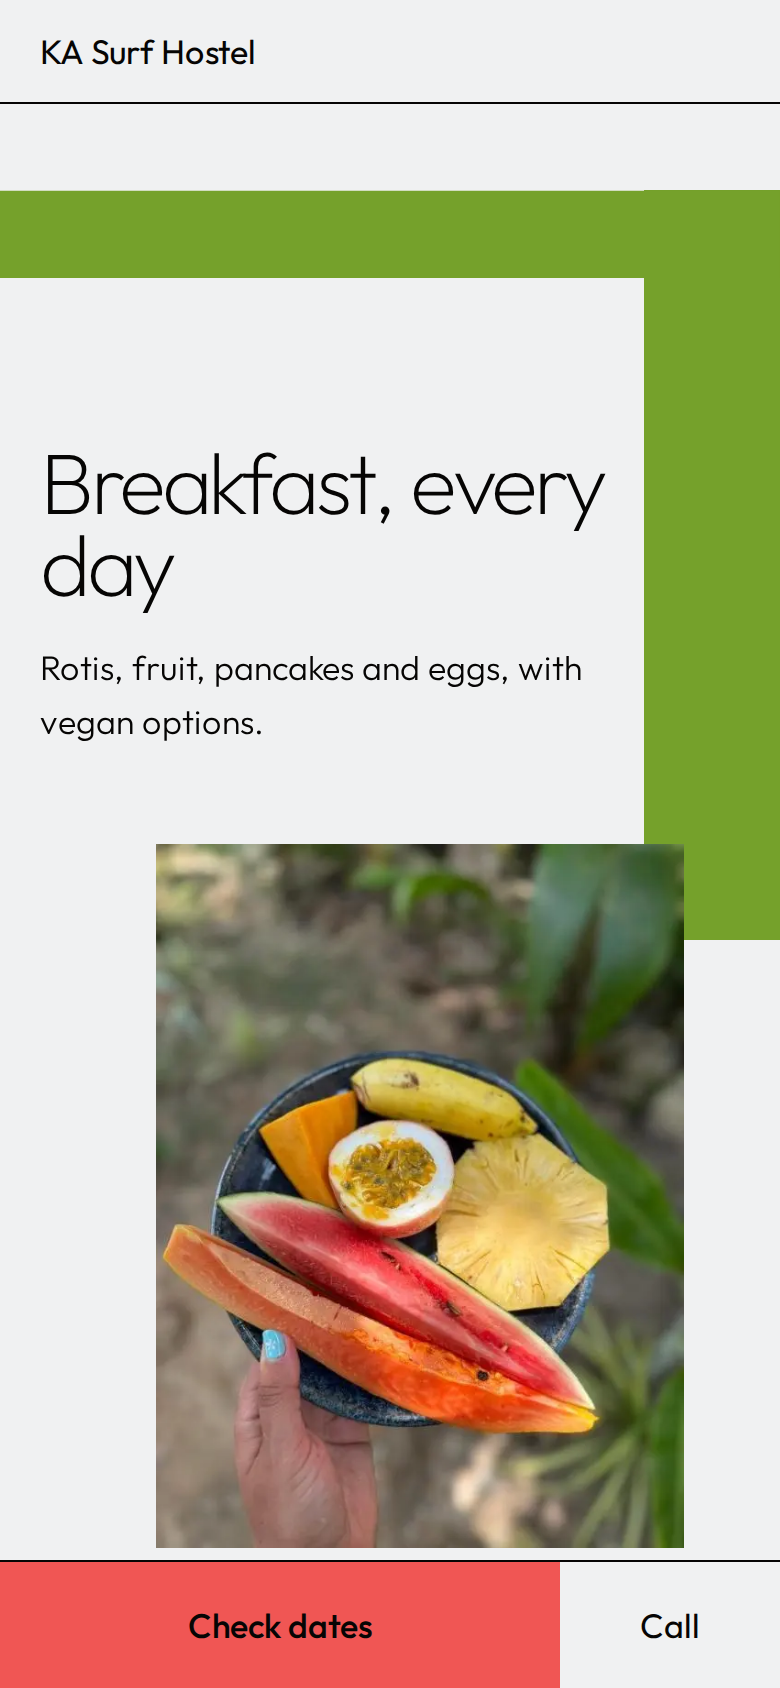 KA Surf Hostel
Breakfast, every
day
Rotis, fruit, pancakes and eggs, with
vegan options.
Check dates
Call